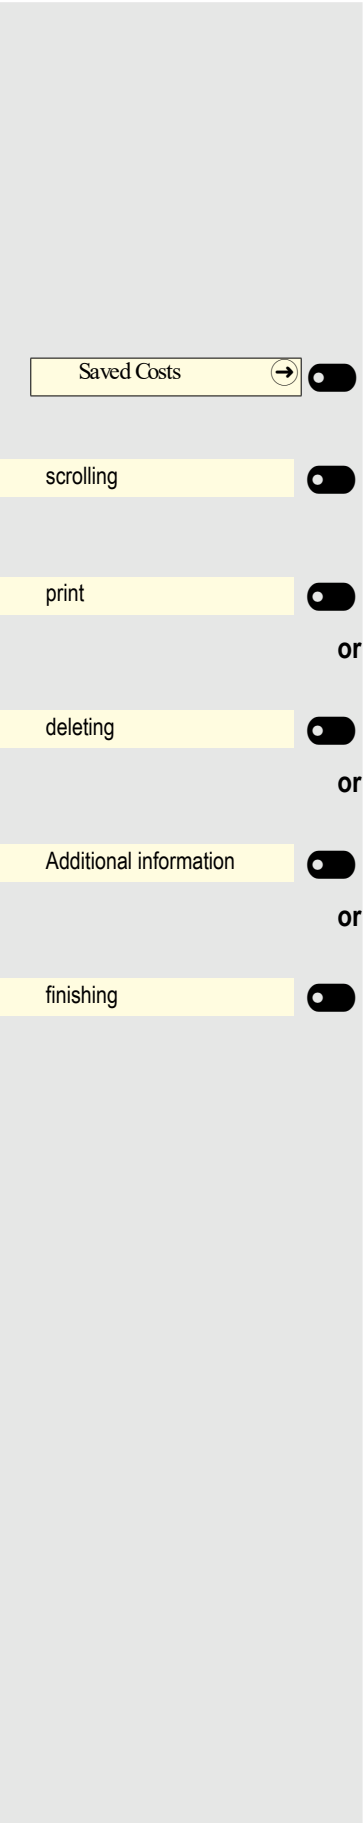 Saved Costs
scrolling
print
or
deleting
or
Additional information
or
finishing